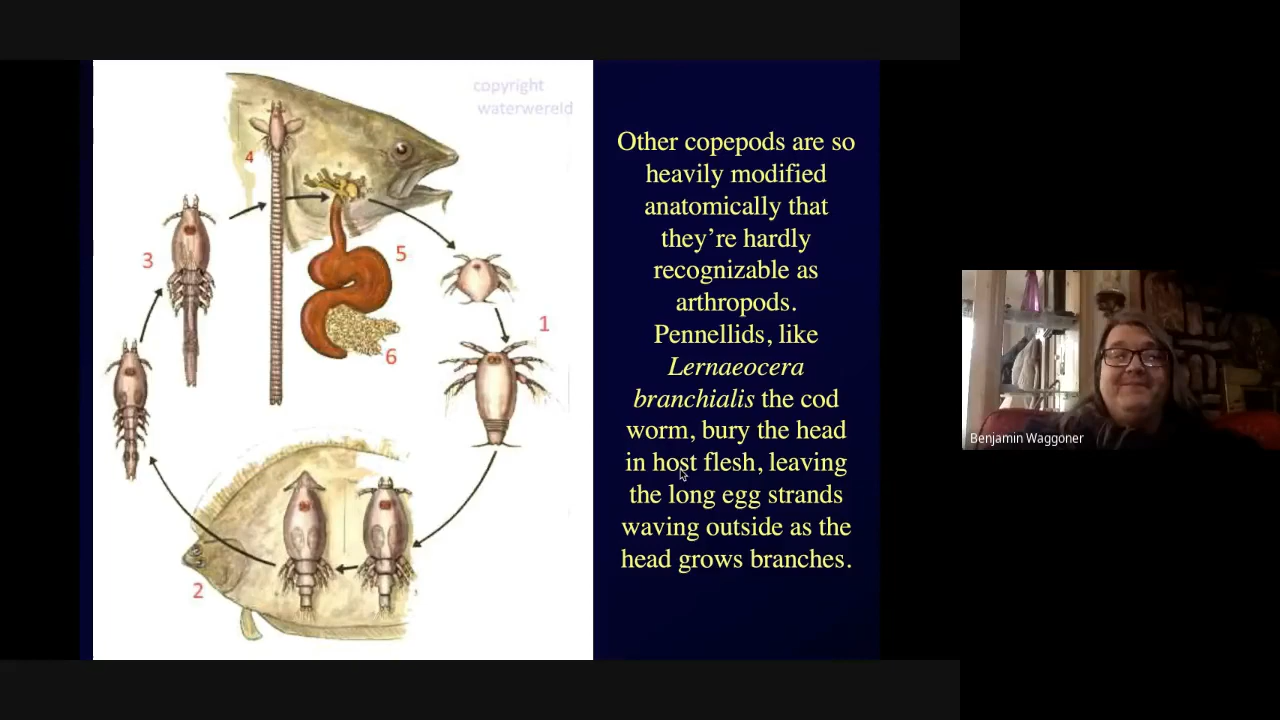 copyright
waterwereld
4
3
5
1
6
2
Other copepods are so
heavily modified
anatomically that
they’re hardly
recognizable as
arthropods.
Pennellids, like
Lernaeocera
branchialis the cod
worm, bury the head
in host flesh, leaving
the long egg strands
waving outside as the
head grows branches.
Benjamin Waggoner